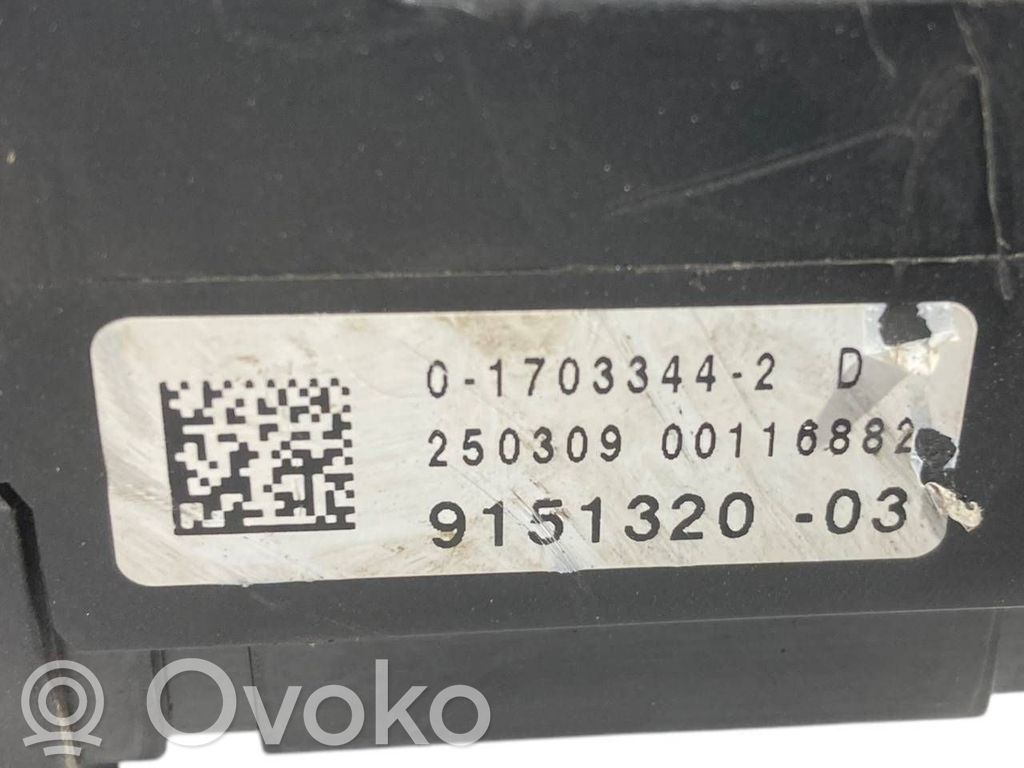 0-1703344-2 D
250309 00116882
9151320 -03
R Ovoko